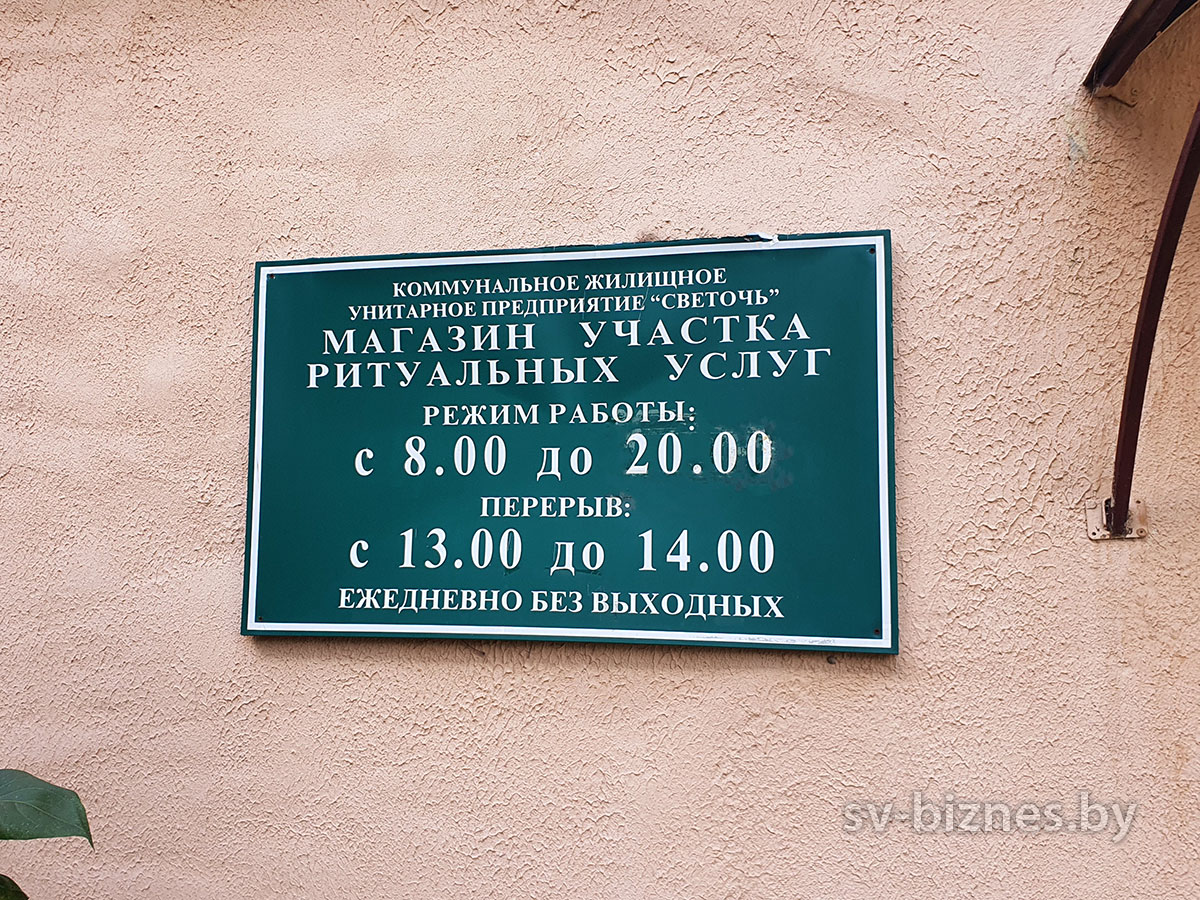 КОММУНАЛЬНОЕ ЖИЛИЩНОЕ
УНИТАРНОЕ ПРЕДПРИЯТИЕ “СВЕТОЧЬ”
МАГАЗИН УЧАСТКА
РИТУАЛЬНЫХ УСЛУГ
РЕЖИМ РАБОТЫ:
с 8.00 до 20.00
ПЕРЕРЫВ:
с 13.00 до 14.00
ЕЖЕДНЕВНО БЕЗ ВЫХОДНЫХ
sv-biznes.by